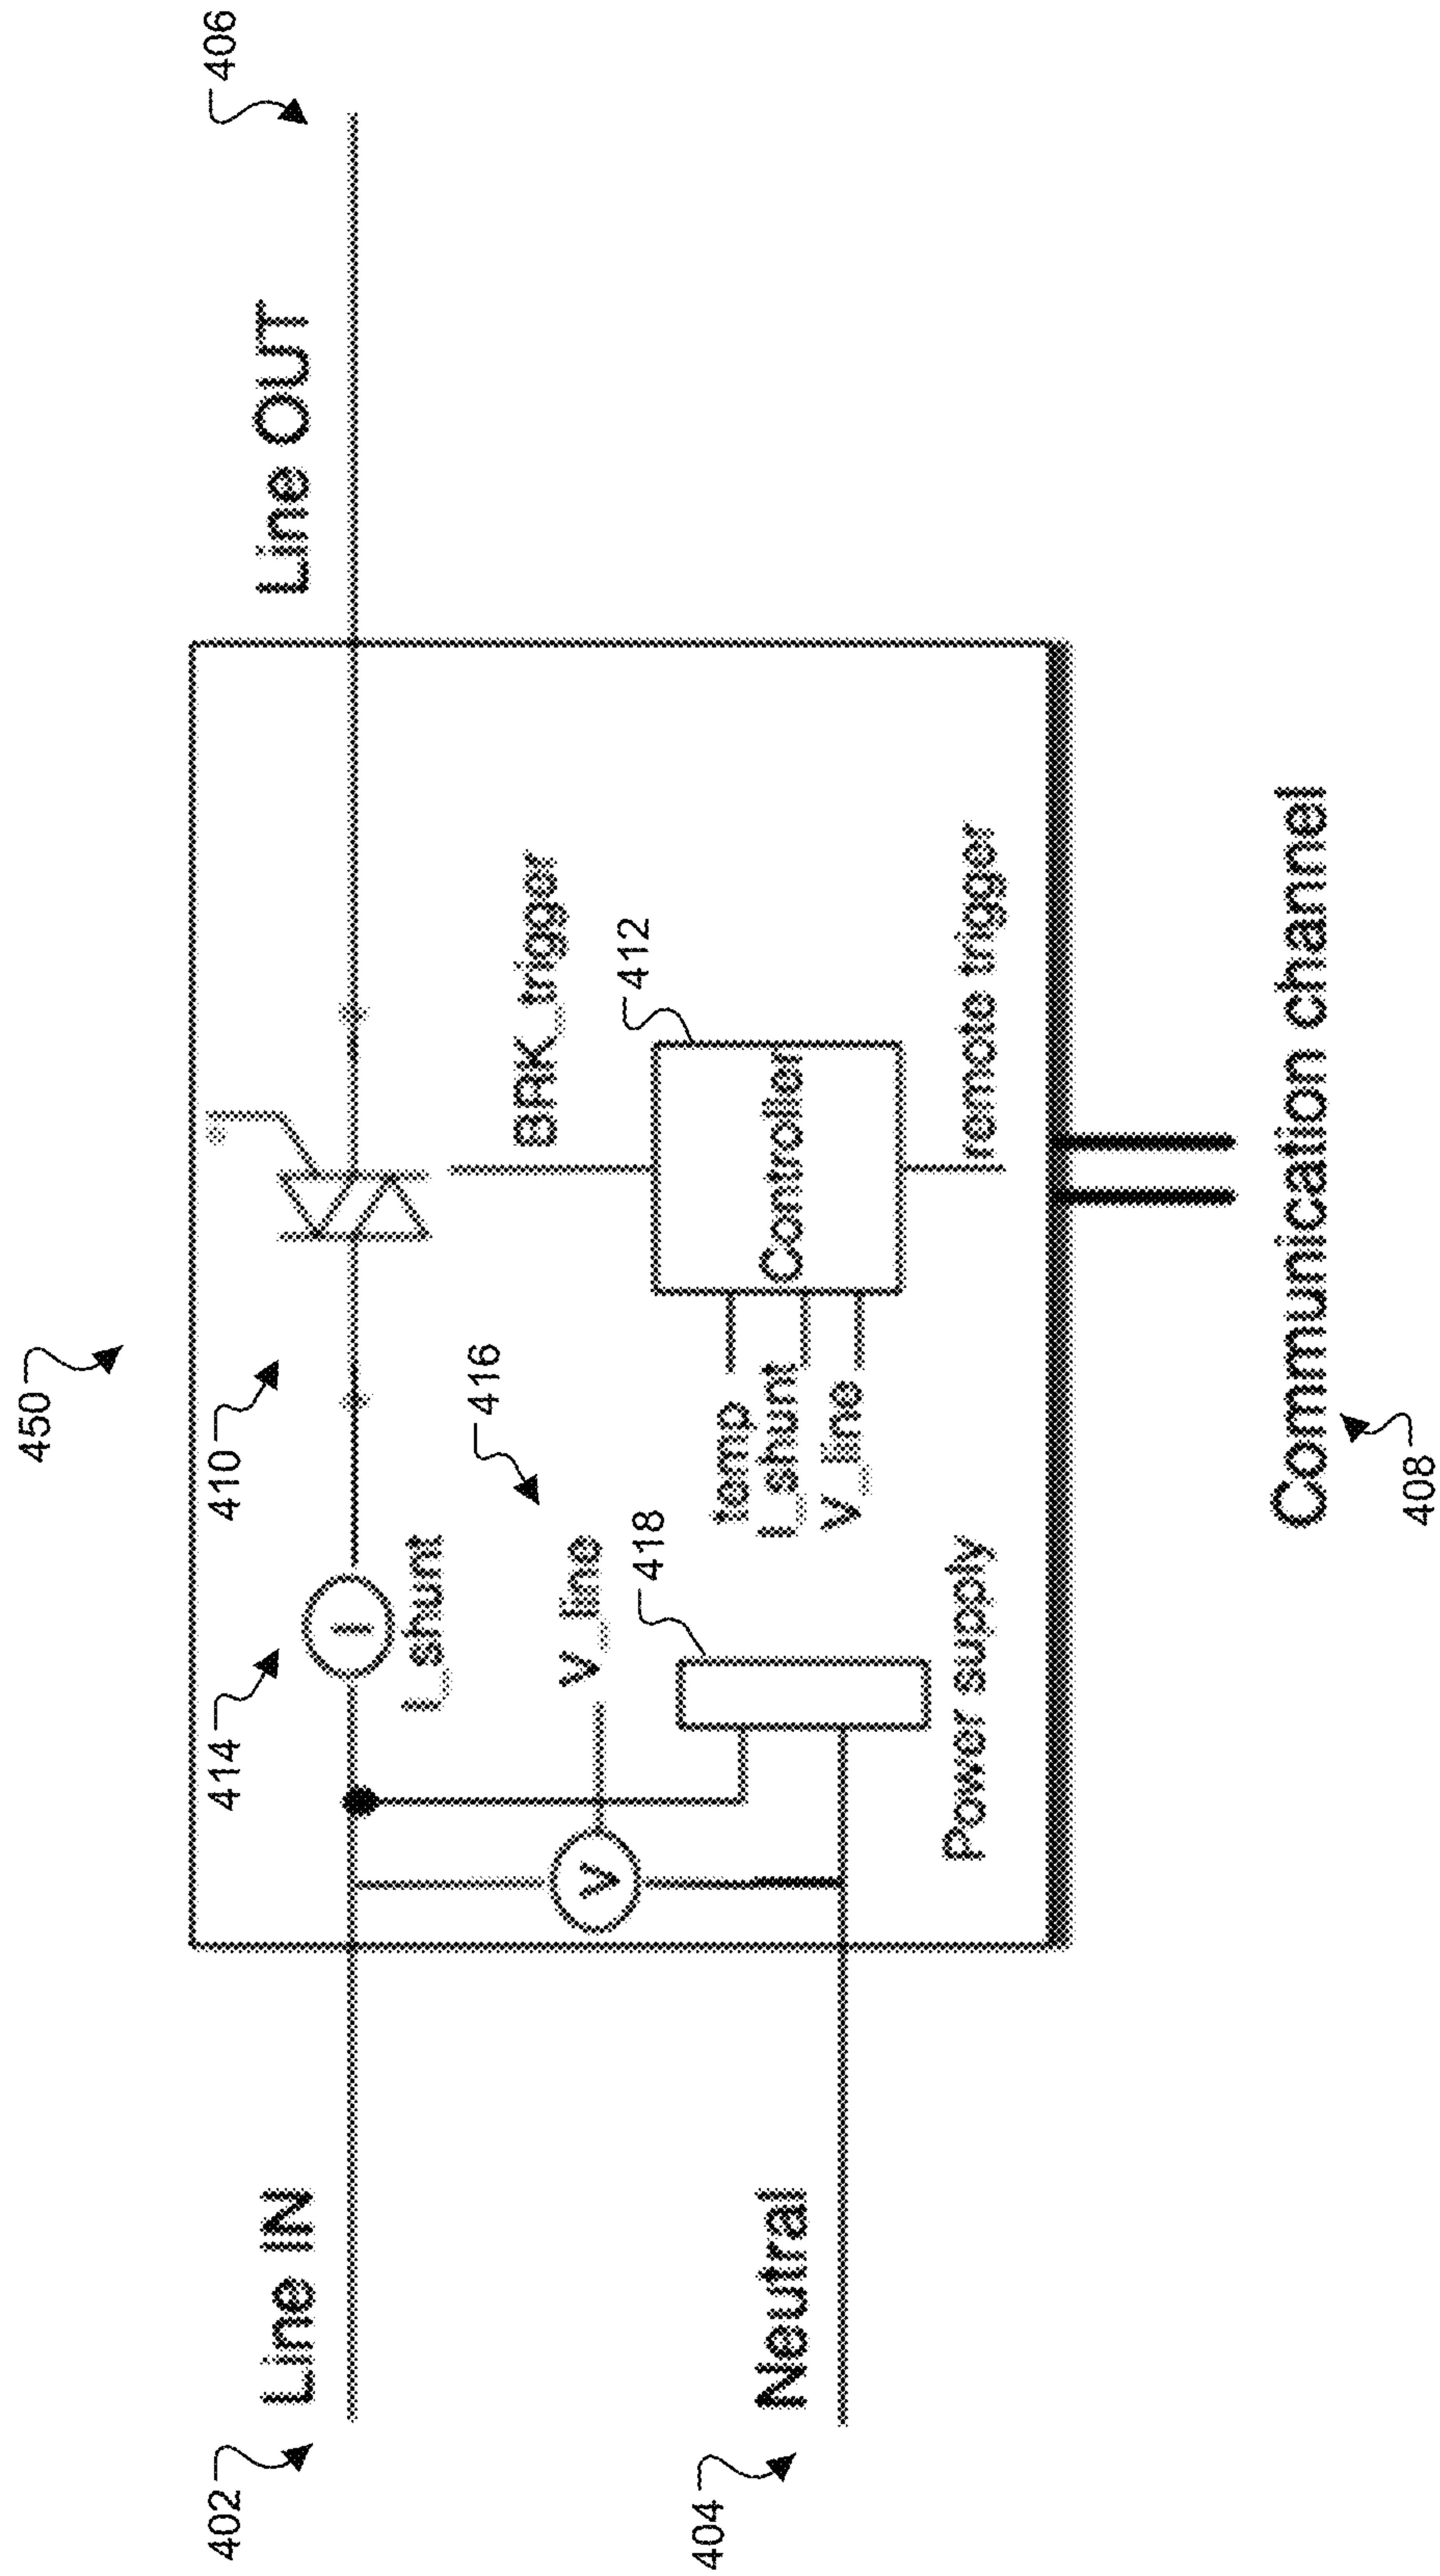 450
406
402
Line IN
414
410
Line OUT
I
I_shunt
416
V
V_line
BRK_trigger
404
Neutral
418
412
temp
I_shunt
V_line
Controller
Power supply
remote trigger
Communication channel
408